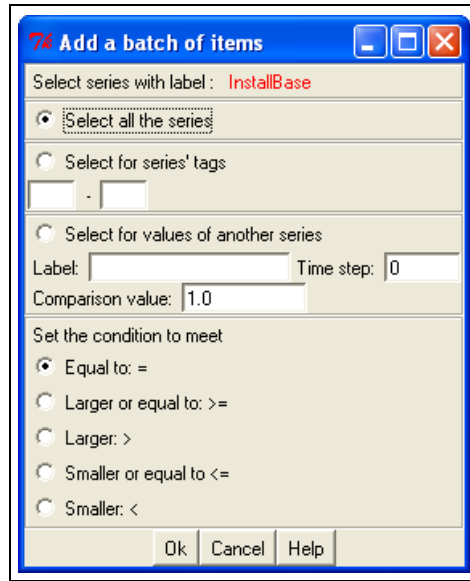 Add a batch of items
Select series with label : InstallBase
Select all the series
Select for series' tags
-
Select for values of another series
Label: Time step: 0
Comparison value: 1.0
Set the condition to meet
Equal to: =
Larger or equal to: >=
Larger: >
Smaller or equal to <=
Smaller: <
Ok Cancel Help